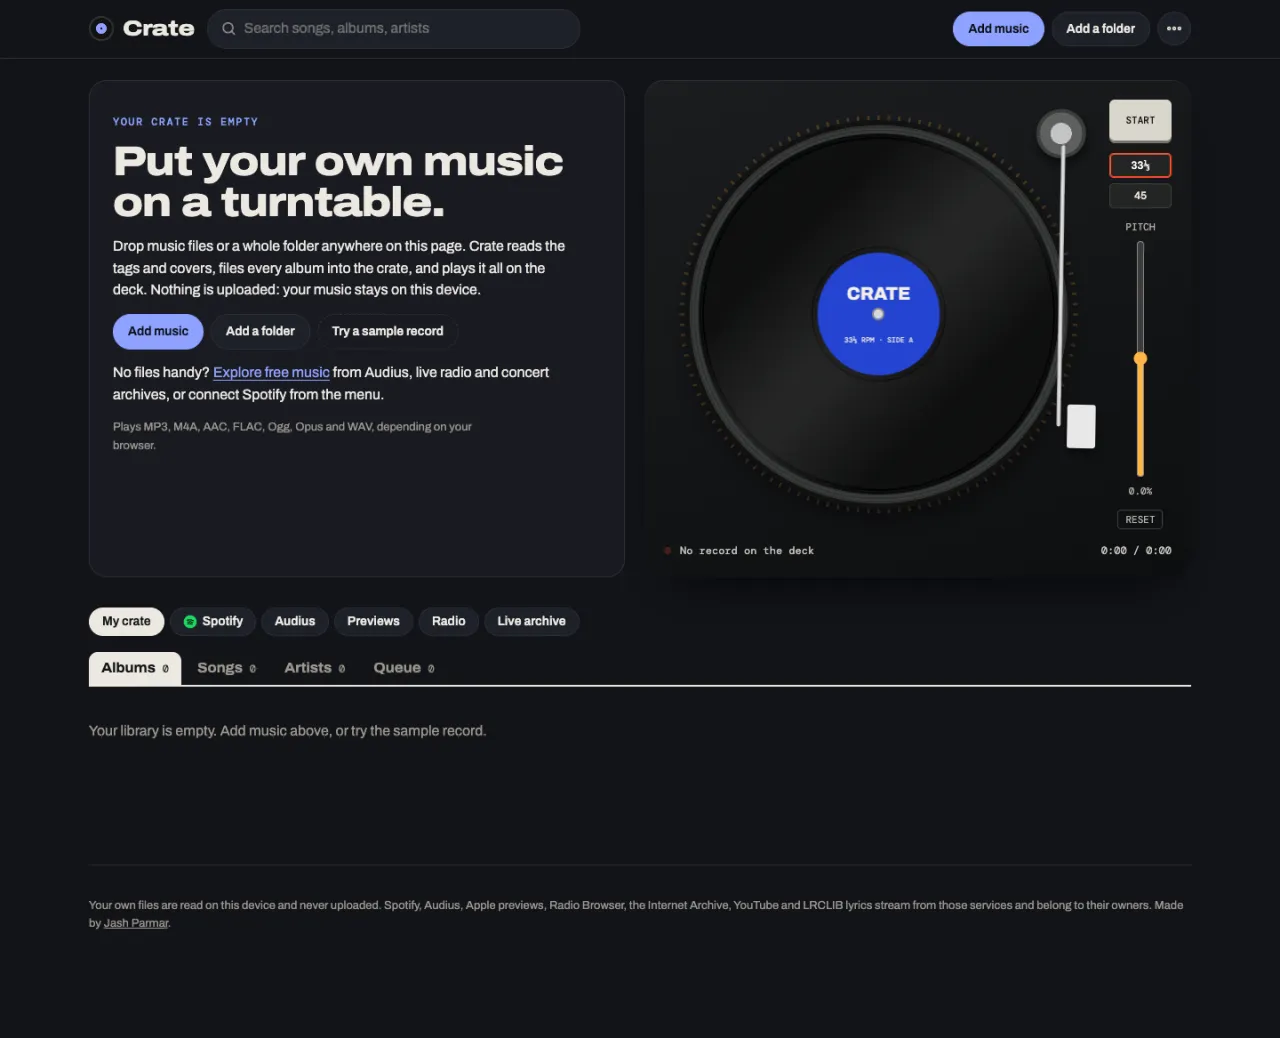 Crate
Search songs, albums, artists
Add music
Add a folder
•••
YOUR CRATE IS EMPTY
Put your own music
on a turntable.
Drop music files or a whole folder anywhere on this page. Crate reads the
tags and covers, files every album into the crate, and plays it all on the
deck. Nothing is uploaded: your music stays on this device.
Add music
Add a folder
Try a sample record
No files handy? Explore free music from Audius, live radio and concert
archives, or connect Spotify from the menu.
Plays MP3, M4A, AAC, FLAC, Ogg, Opus and WAV, depending on your
browser.
CRATE
33⅓ RPM · SIDE A
START
33⅓
45
PITCH
0.0%
RESET
No record on the deck
0:00 / 0:00
My crate
Spotify
Audius
Previews
Radio
Live archive
Albums 0
Songs 0
Artists 0
Queue 0
Your library is empty. Add music above, or try the sample record.
Your own files are read on this device and never uploaded. Spotify, Audius, Apple previews, Radio Browser, the Internet Archive, YouTube and LRCLIB lyrics stream from those services and belong to their owners. Made
by Jash Parmar.